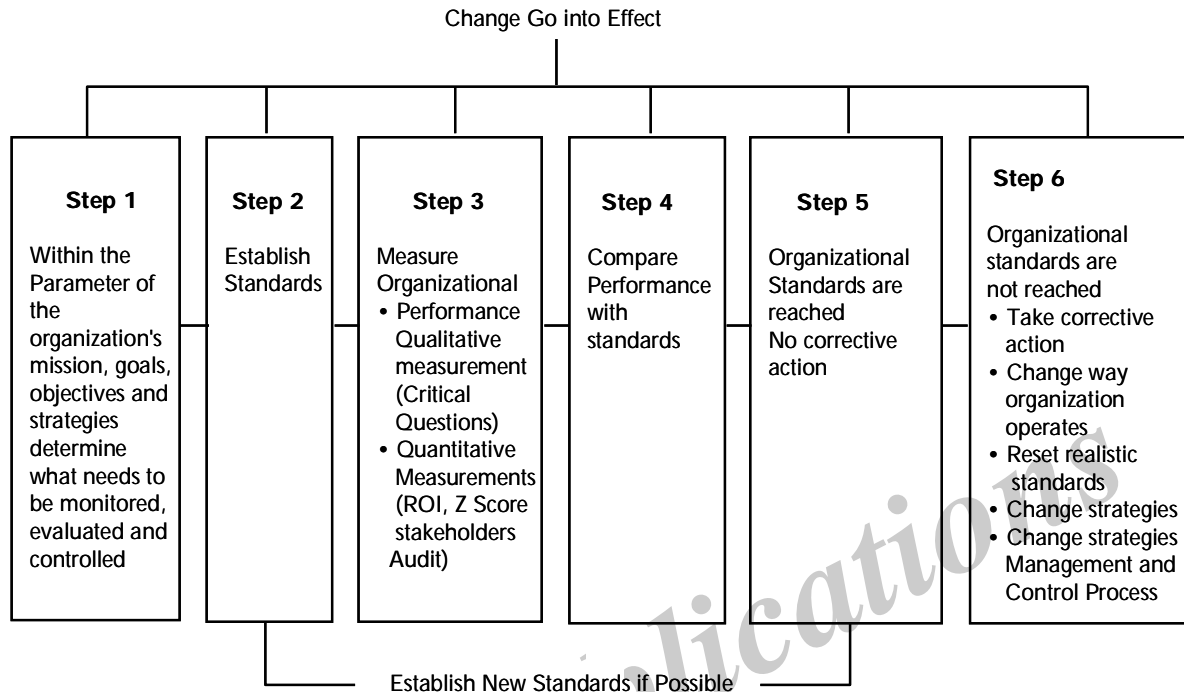 Change Go into Effect
Step 1
Within the
Parameter of
the
organization's
mission, goals,
objectives and
strategies
determine
what needs to
be monitored,
evaluated and
controlled
Step 2
Establish
Standards
Step 3
Measure
Organizational
• Performance
Qualitative
measurement
(Critical
Questions)
• Quantitative
Measurements
(ROI, Z Score
stakeholders
Audit)
Step 4
Compare
Performance
with
standards
Step 5
Organizational
Standards are
reached
No corrective
action
Step 6
Organizational
standards are
not reached
• Take corrective
action
• Change way
organization
operates
• Reset realistic
standards
• Change strategies
• Change strategies
Management and
Control Process
Establish New Standards if Possible